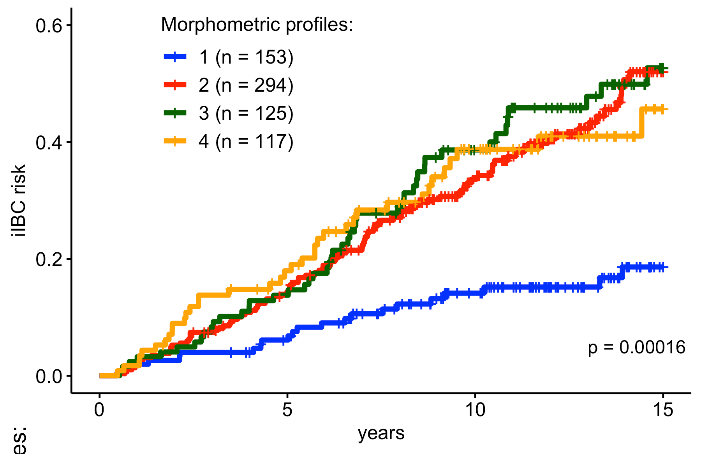 Morphometric profiles:
1 (n = 153)
2 (n = 294)
3 (n = 125)
4 (n = 117)
0.6
0.4
0.2
0.0
iIBC risk
p = 0.00016
0 5 10 15
years
es: